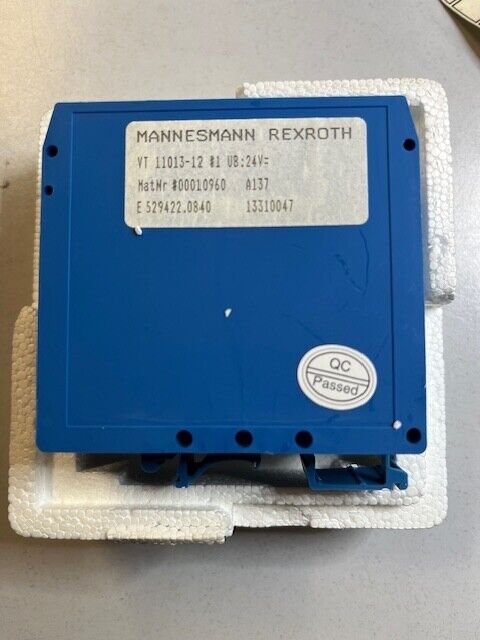 MANNESMANN REXROTH
VT 11013-12 #1 UB:24V=
MatNr #00010960 A137
E 529422.0840 13310047
QC
Passed